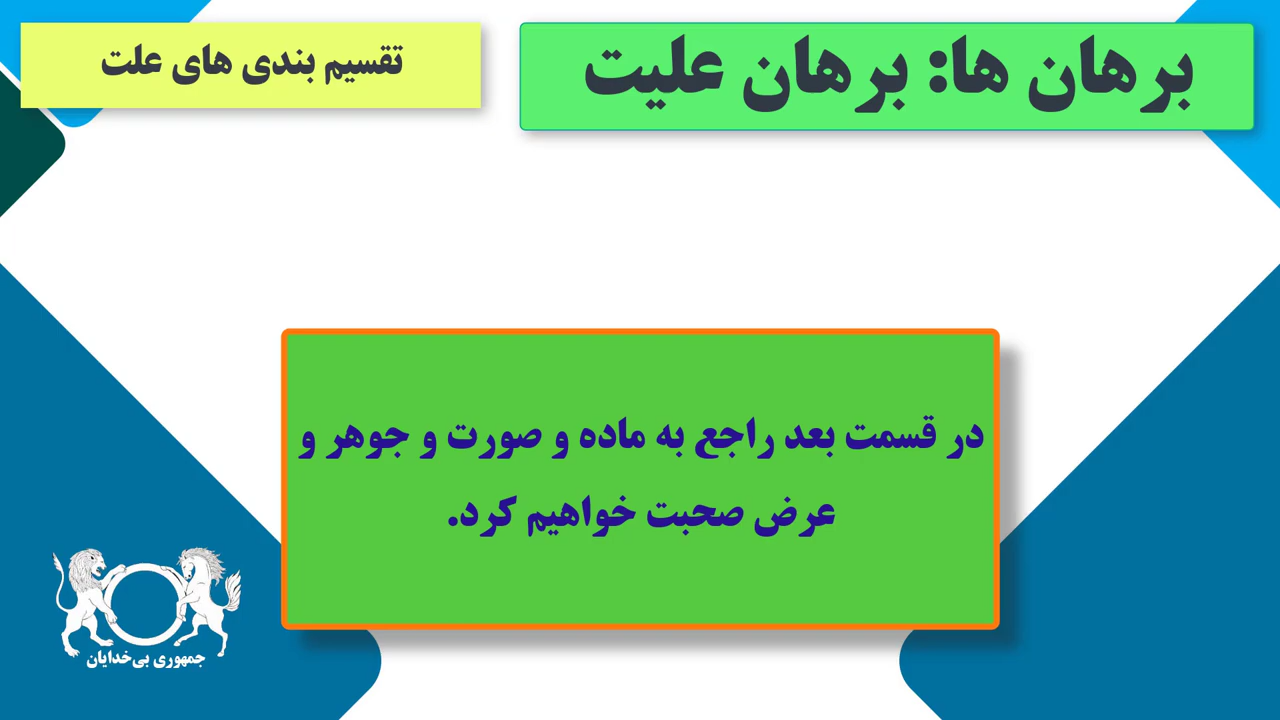 برهان ها: برهان علیت
تقسیم بندی های علت
در قسمت بعد راجع به ماده و صورت و جوهر و
عرض صحبت خواهیم کرد.
جمهوری بی‌خدایان